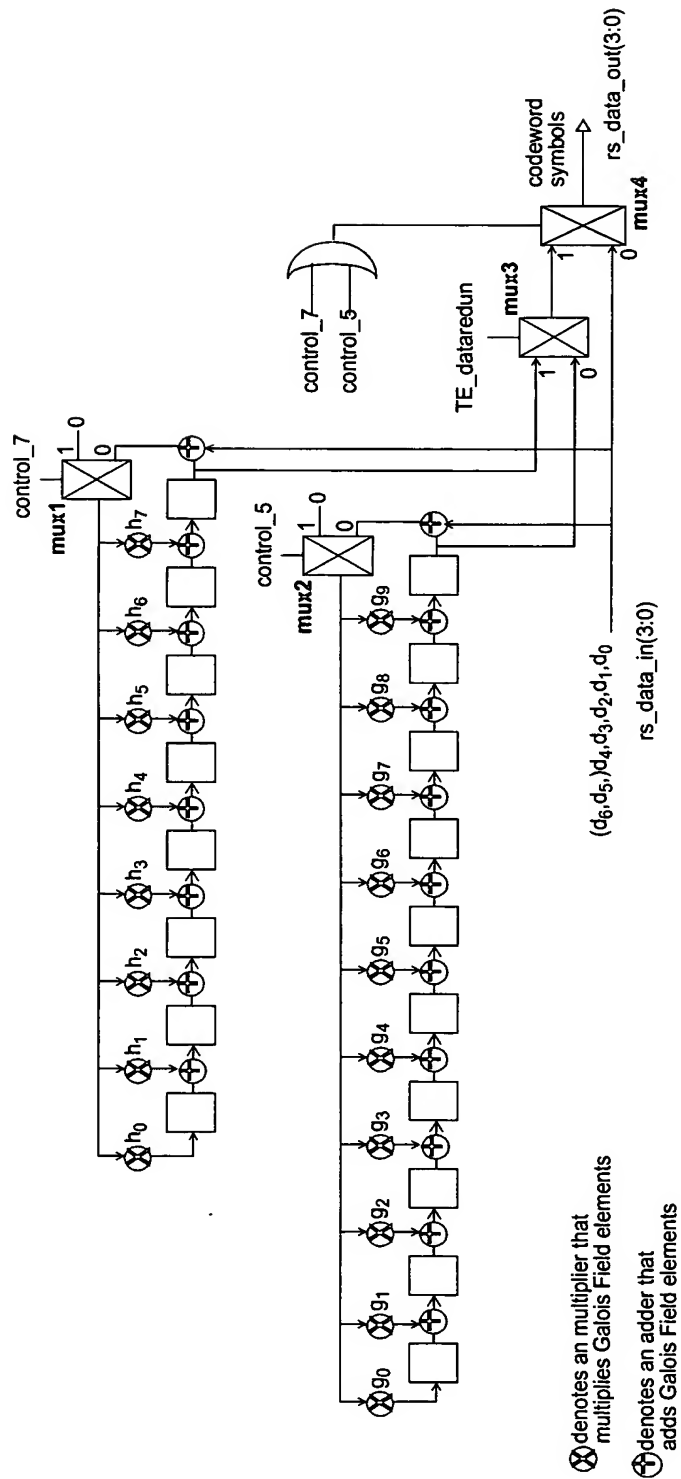 control_7
1
0
0
mux1
h0
h1
h2
h3
h4
h5
h6
h7
control_5
1
0
0
mux2
g0
g1
g2
g3
g4
g5
g6
g7
g8
g9
control_7
control_5
TE_dataredun
mux3
1
0
codeword
symbols
1
0
mux4
rs_data_out(3:0)
(d6,d5,)d4,d3,d2,d1,d0
rs_data_in(3:0)
denotes an multiplier that
multiplies Galois Field elements
denotes an adder that
adds Galois Field elements